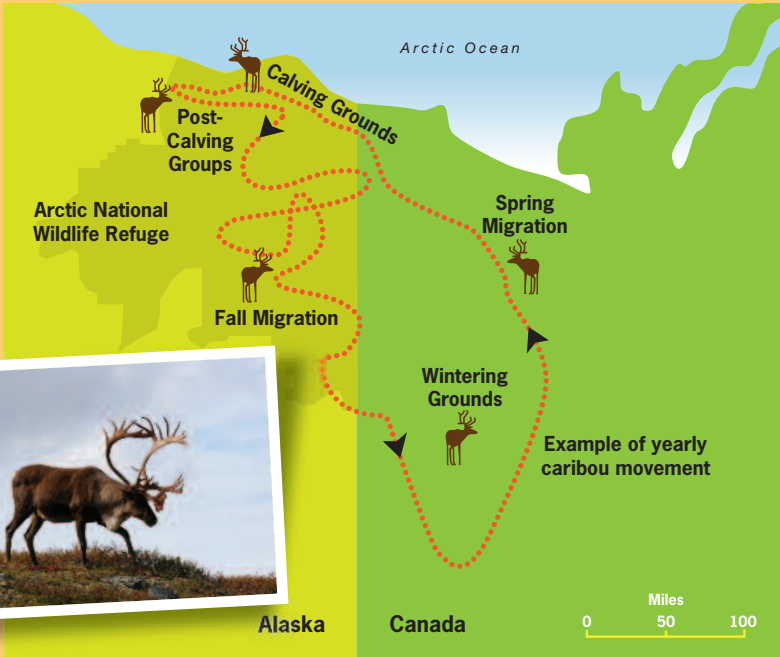 Arctic Ocean
Calving Grounds
Post-
Calving
Groups
Arctic National
Wildlife Refuge
Spring
Migration
Fall Migration
Wintering
Grounds
Example of yearly
caribou movement
Alaska
Canada
Miles
0 50 100